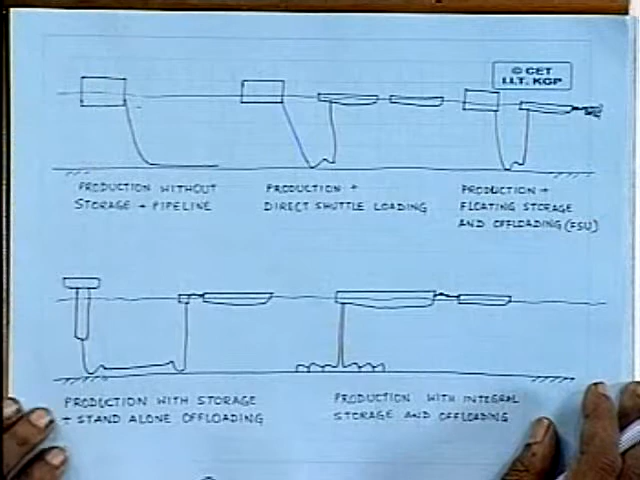 © CET
I.I.T. KGP
PRODUCTION WITHOUT
STORAGE + PIPELINE
PRODUCTION +
DIRECT SHUTTLE LOADING
PRODUCTION +
FLOATING STORAGE
AND OFFLOADING (FSU)
PRODUCTION WITH STORAGE
+ STAND ALONE OFFLOADING
PRODUCTION WITH INTEGRAL
STORAGE AND OFFLOADING